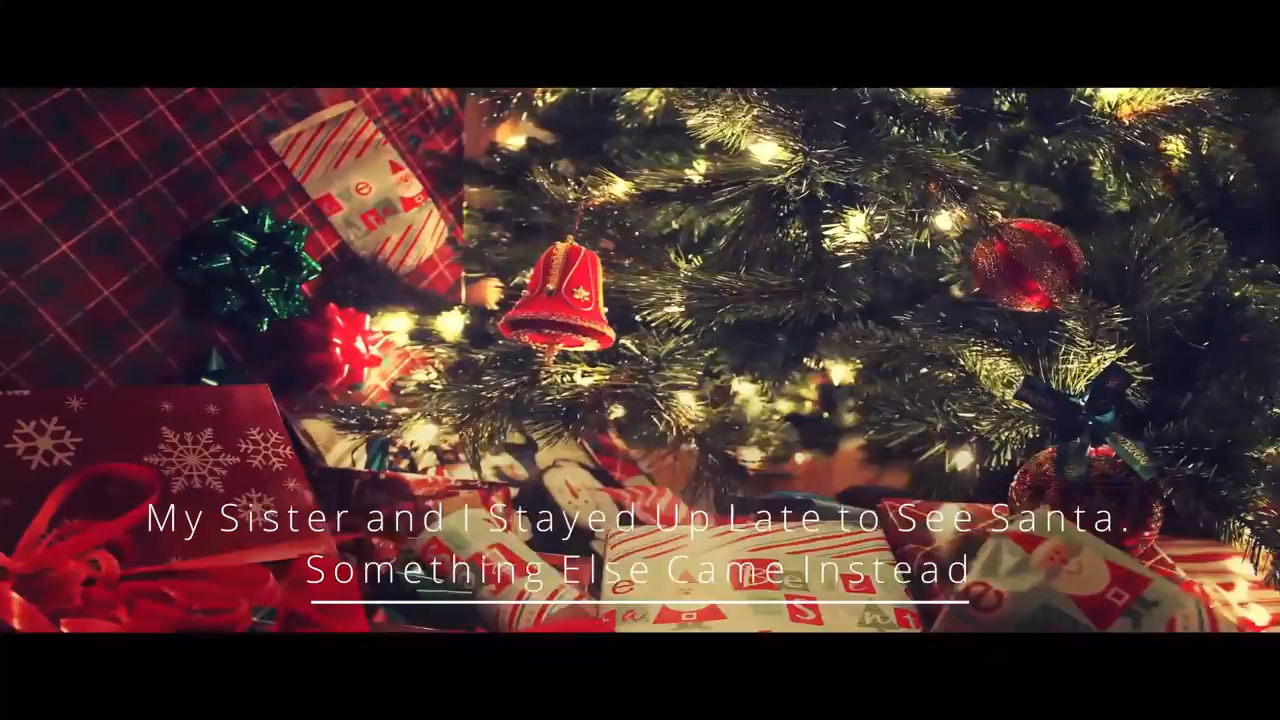 My Sister and I Stayed Up Late to See Santa.
Something Else Came Instead